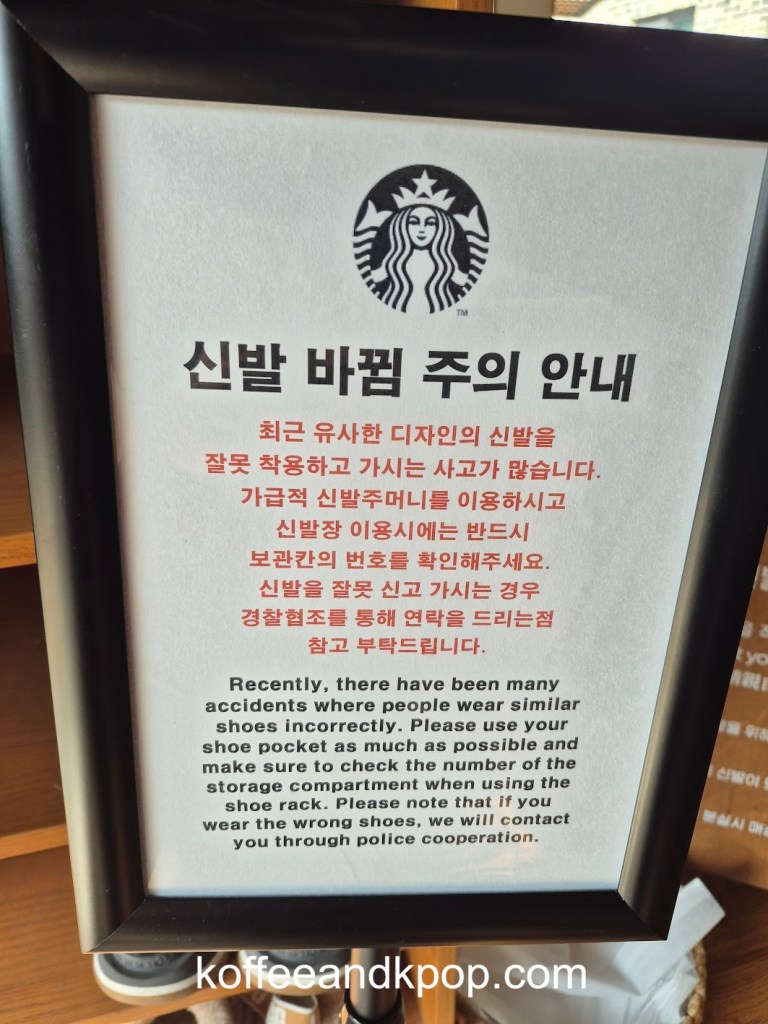 TM
신발 바뀜 주의 안내
최근 유사한 디자인의 신발을
잘못 착용하고 가시는 사고가 많습니다.
가급적 신발주머니를 이용하시고
신발장 이용시에는 반드시
보관칸의 번호를 확인해주세요.
신발을 잘못 신고 가시는 경우
경찰협조를 통해 연락을 드리는점
참고 부탁드립니다.
Recently, there have been many
accidents where people wear similar
shoes incorrectly. Please use your
shoe pocket as much as possible and
make sure to check the number of the
storage compartment when using the
shoe rack. Please note that if you
wear the wrong shoes, we will contact
you through police cooperation.
신발이
분실시
koffeeandkpop.com